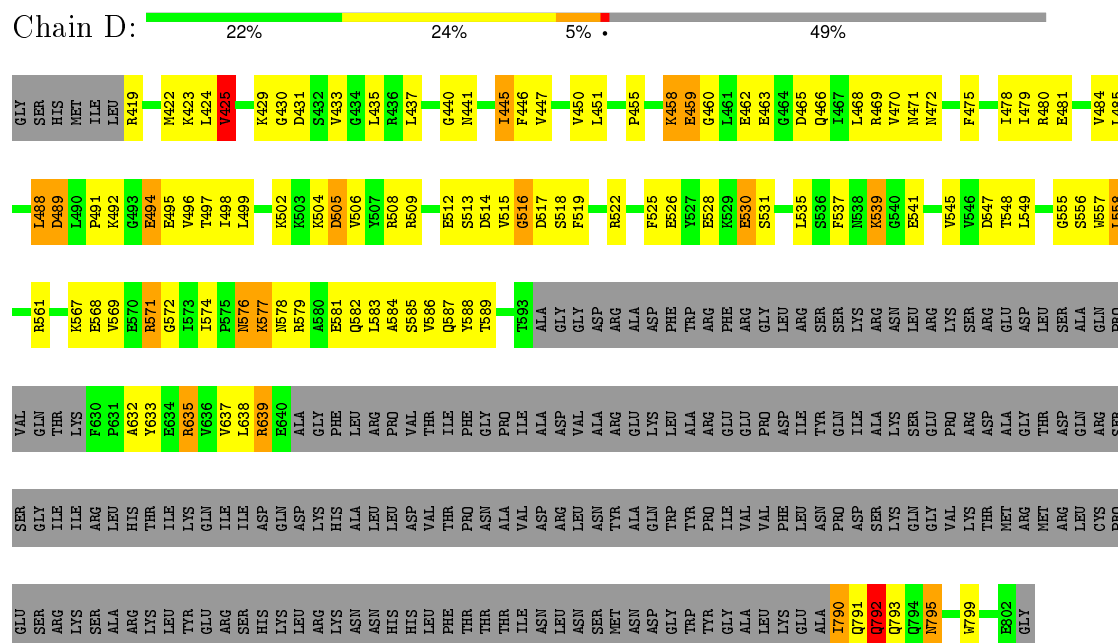 Chain D:
22% 24% 5% • 49%
GLY SER HIS MET ILE LEU R419 M422 K423 L424 V425 K429 G430 D431 S432 V433 G434 L435 R436 L437 G440 N441 I445 F446 V447 V450 L451 P455 K458 E459 G460 L461 E462 E463 G464 D465 Q466 I467 L468 R469 V470 N471 N472 F475 I478 I479 R480 E481 V484 L485
L488 D489 L490 P491 K492 G493 E494 E495 V496 T497 I498 L499 K502 K503 K504 D505 V506 Y507 R508 R509 E512 S513 D514 V515 G516 D517 S518 F519 R522 F525 E526 Y527 E528 K529 E530 S531 L535 S536 F537 N538 K539 G540 E541 V545 V546 D547 T548 L549 G555 S556 W557 L558
R561 K567 E568 V569 E570 R571 G572 I573 I574 P575 N576 K577 N578 R579 A580 E581 Q582 L583 A584 S585 V586 Q587 Y588 T589 T593 ALA GLY GLY ASP ARG ALA ASP PHE TRP ARG PHE ARG GLY LEU ARG SER SER LYS ARG ASN LEU ARG LYS SER ARG GLU ASP LEU SER ALA GLN PRO
VAL GLN THR LYS F630 P631 A632 Y633 E634 R635 V636 V637 L638 R639 E640 ALA GLY PHE LEU ARG PRO VAL THR ILE PHE GLY PRO ILE ALA ASP VAL ALA ARG GLU LYS LEU ALA ARG GLU GLU PRO ASP ILE TYR GLN ILE ALA LYS SER GLU PRO ARG ASP ALA GLY THR ASP GLN ARG SER
SER GLY ILE ILE ARG LEU HIS THR ILE LYS GLN ILE ILE ASP GLN ASP LYS HIS ALA LEU LEU ASP VAL THR PRO ASN ALA VAL ASP ARG LEU ASN TYR ALA GLN TRP TYR PRO ILE VAL VAL PHE LEU ASN PRO ASP SER LYS GLN GLY VAL LYS THR MET ARG MET ARG LEU CYS PRO
GLU SER ARG LYS SER ALA ARG LYS LEU TYR GLU ARG SER HIS LYS LEU ARG LYS ASN ASN HIS HIS LEU PHE THR THR THR ILE ASN LEU ASN SER MET ASN ASP GLY TRP TYR GLY ALA LEU LYS GLU ALA I790 Q791 Q792 Q793 Q794 N795 W799 E802 GLY